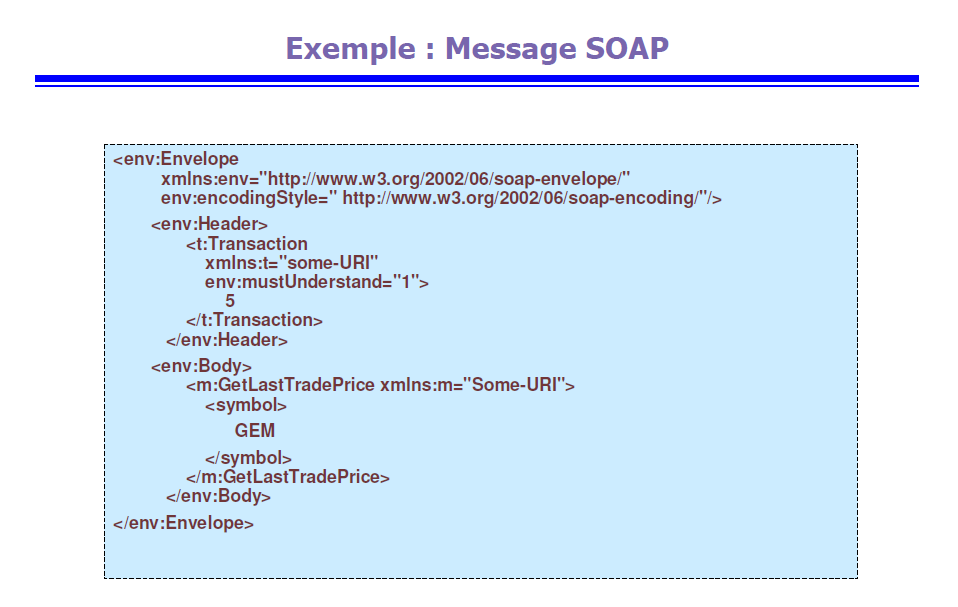 Exemple : Message SOAP
<env:Envelope
xmlns:env="http://www.w3.org/2002/06/soap-envelope/"
env:encodingStyle=" http://www.w3.org/2002/06/soap-encoding/"/>
<env:Header>
<t:Transaction
xmlns:t="some-URI"
env:mustUnderstand="1">
5
</t:Transaction>
</env:Header>
<env:Body>
<m:GetLastTradePrice xmlns:m="Some-URI">
<symbol>
GEM
</symbol>
</m:GetLastTradePrice>
</env:Body>
</env:Envelope>